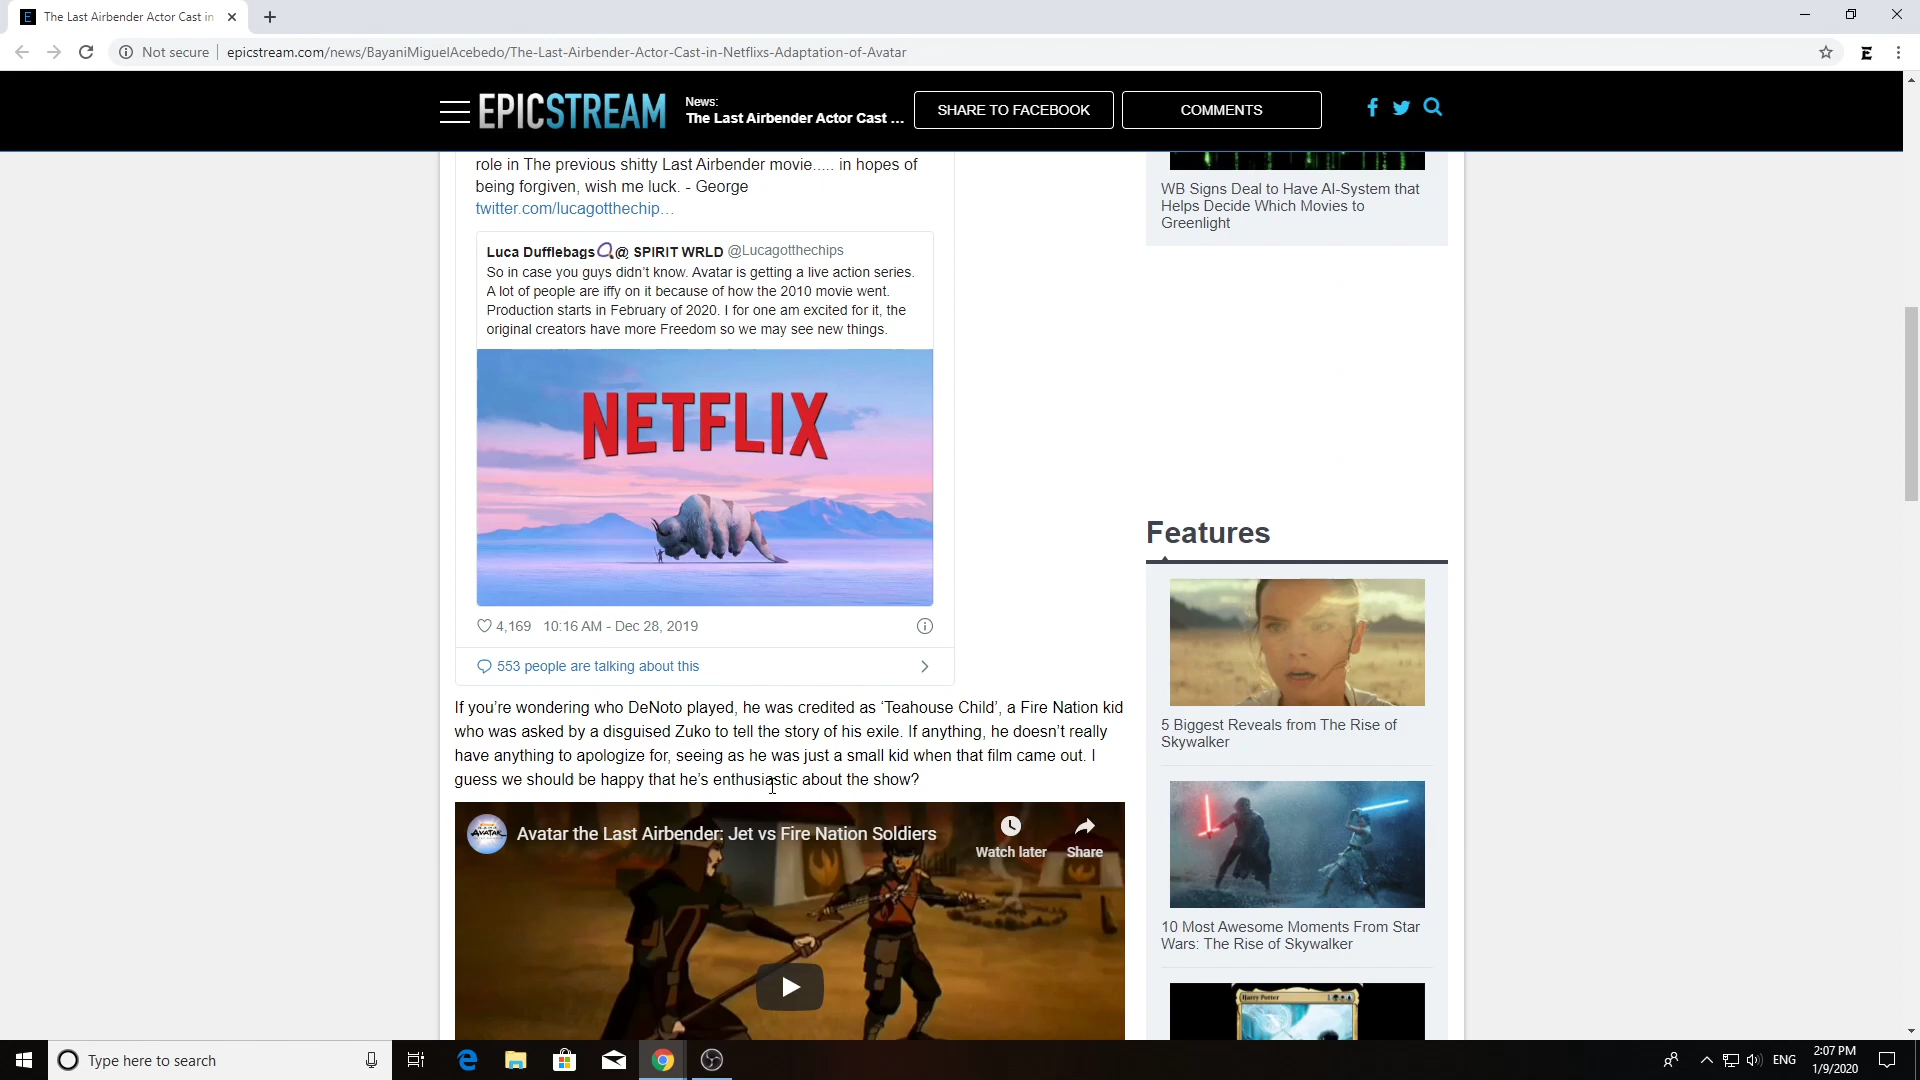 The Last Airbender Actor Cast in
Not secure
epicstream.com/news/BayaniMiguelAcebedo/The-Last-Airbender-Actor-Cast-in-Netflixs-Adaptation-of-Avatar
EPICSTREAM
News:
The Last Airbender Actor Cast ...
SHARE TO FACEBOOK
COMMENTS
role in The previous shitty Last Airbender movie..... in hopes of
being forgiven, wish me luck. - George
twitter.com/lucagotthechip…
Luca Dufflebags @ SPIRIT WRLD @Lucagotthechips
So in case you guys didn't know. Avatar is getting a live action series.
A lot of people are iffy on it because of how the 2010 movie went.
Production starts in February of 2020. I for one am excited for it, the
original creators have more Freedom so we may see new things.
NETFLIX
4,169 10:16 AM - Dec 28, 2019
553 people are talking about this
If you're wondering who DeNoto played, he was credited as ‘Teahouse Child’, a Fire Nation kid
who was asked by a disguised Zuko to tell the story of his exile. If anything, he doesn’t really
have anything to apologize for, seeing as he was just a small kid when that film came out. I
guess we should be happy that he’s enthusiastic about the show?
AVATAR
Avatar the Last Airbender: Jet vs Fire Nation Soldiers
Watch later
Share
WB Signs Deal to Have AI-System that
Helps Decide Which Movies to
Greenlight
Features
5 Biggest Reveals from The Rise of
Skywalker
10 Most Awesome Moments From Star
Wars: The Rise of Skywalker
Harry Potter
Type here to search
ENG
2:07 PM
1/9/2020